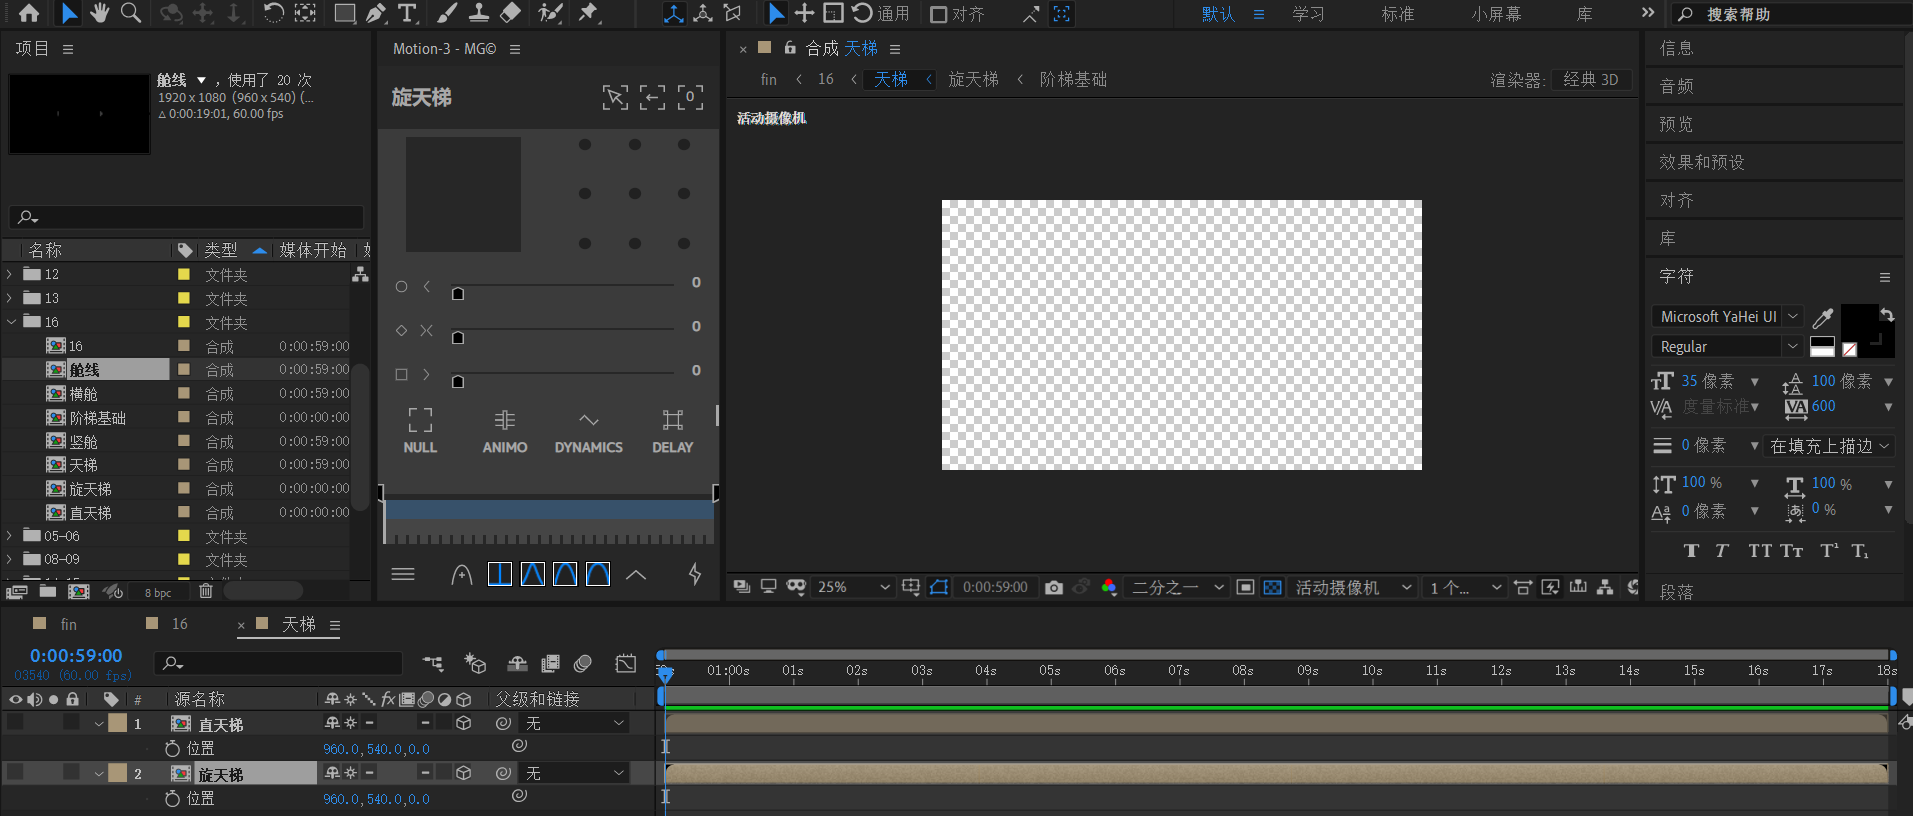 通用
对齐
默认
学习
标准
小屏幕
库
搜索帮助
项目
舱线 ▼ ，使用了 20 次
1920 x 1080 (960 x 540) (...
△ 0:00:19:01, 60.00 fps
名称
类型
媒体开始
12
文件夹
13
文件夹
16
文件夹
16
合成
0:00:59:00
舱线
合成
0:00:59:00
横舱
合成
0:00:59:00
阶梯基础
合成
0:00:00:00
竖舱
合成
0:00:59:00
天梯
合成
0:00:59:00
旋天梯
合成
0:00:00:00
直天梯
合成
0:00:00:00
05-06
文件夹
08-09
文件夹
8 bpc
Motion-3 - MG©
旋天梯
0
0
0
0
NULL
ANIMO
DYNAMICS
DELAY
合成 天梯
fin
16
天梯
旋天梯
阶梯基础
渲染器:
经典 3D
活动摄像机
25%
0:00:59:00
二分之一
活动摄像机
1 个...
信息
音频
预览
效果和预设
对齐
库
字符
Microsoft YaHei UI
Regular
35 像素
100 像素
度量标准
600
0 像素
在填充上描边
100 %
100 %
0 像素
0 %
T T TT Tт T¹ T₁
段落
fin
16
天梯
0:00:59:00
03540 (60.00 fps)
#
源名称
父级和链接
1
直天梯
无
位置
960.0,540.0,0.0
2
旋天梯
无
位置
960.0,540.0,0.0
01:00s
01s
02s
03s
04s
05s
06s
07s
08s
09s
10s
11s
12s
13s
14s
15s
16s
17s
18s